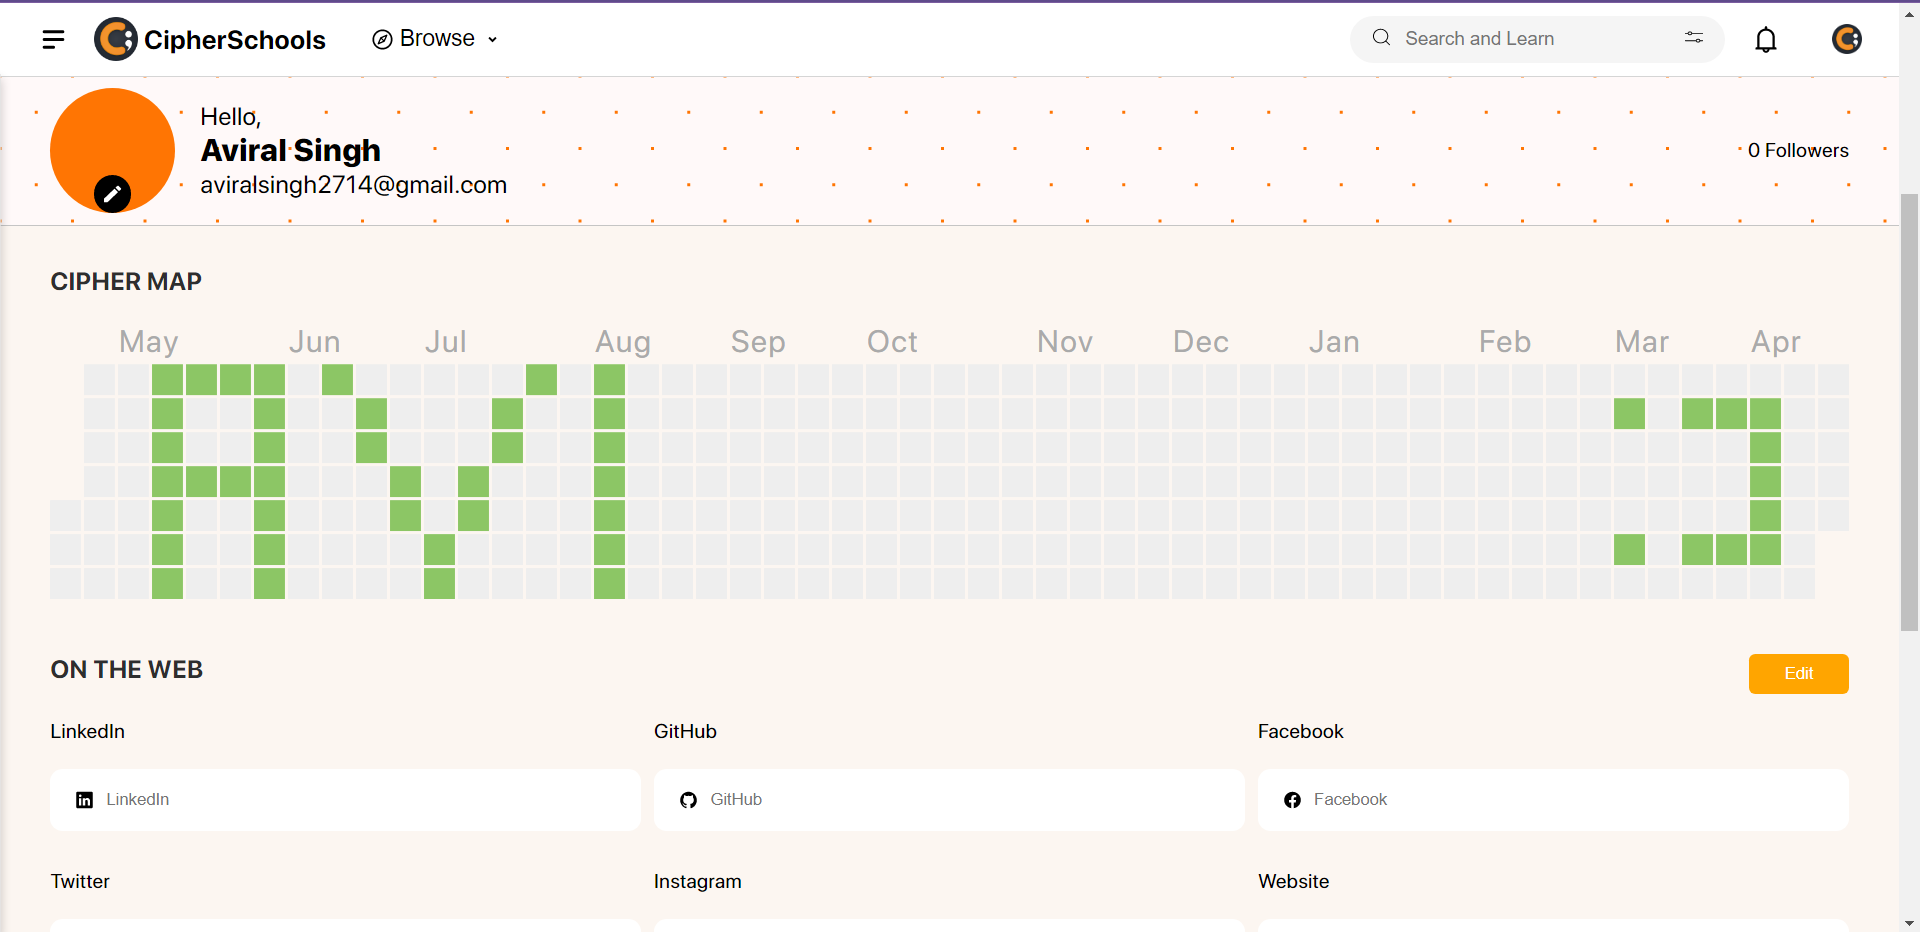 CipherSchools
Browse
Search and Learn
Hello,
Aviral Singh
aviralsingh2714@gmail.com
0 Followers
CIPHER MAP
May Jun Jul Aug Sep Oct Nov Dec Jan Feb Mar Apr
AVI
ON THE WEB
Edit
LinkedIn GitHub Facebook
LinkedIn GitHub Facebook
Twitter Instagram Website